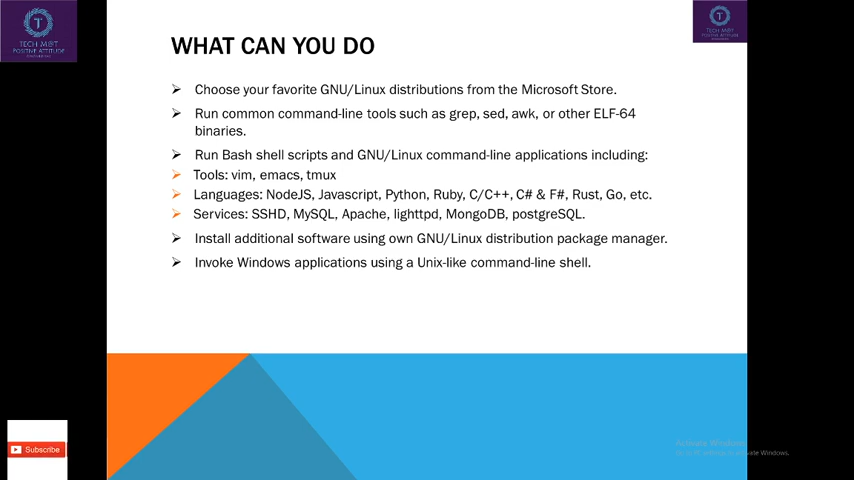 TECH M@T
POSITIVE ATTITUDE
TECH M@T
POSITIVE ATTITUDE
WHAT CAN YOU DO
Choose your favorite GNU/Linux distributions from the Microsoft Store.
Run common command-line tools such as grep, sed, awk, or other ELF-64
binaries.
Run Bash shell scripts and GNU/Linux command-line applications including:
Tools: vim, emacs, tmux
Languages: NodeJS, Javascript, Python, Ruby, C/C++, C# & F#, Rust, Go, etc.
Services: SSHD, MySQL, Apache, lighttpd, MongoDB, postgreSQL.
Install additional software using own GNU/Linux distribution package manager.
Invoke Windows applications using a Unix-like command-line shell.
Subscribe
Activate Windows
Windows.